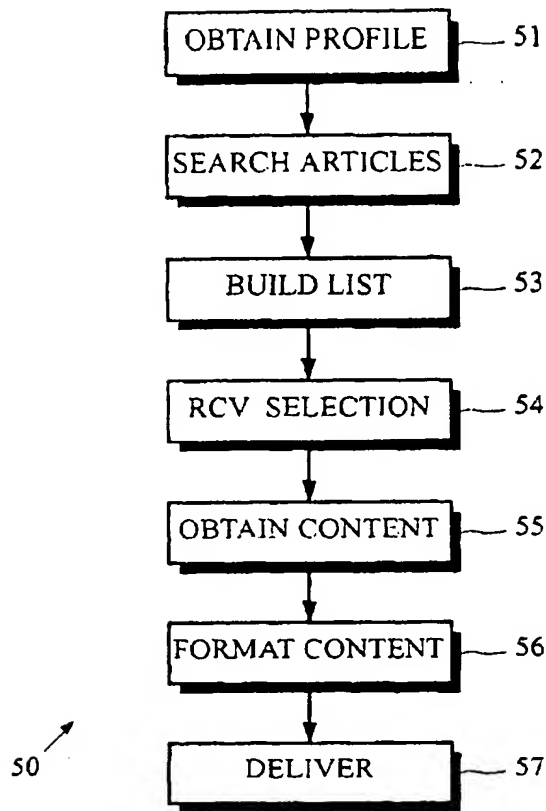 OBTAIN PROFILE 51
SEARCH ARTICLES 52
BUILD LIST 53
RCV SELECTION 54
OBTAIN CONTENT 55
FORMAT CONTENT 56
50
DELIVER 57